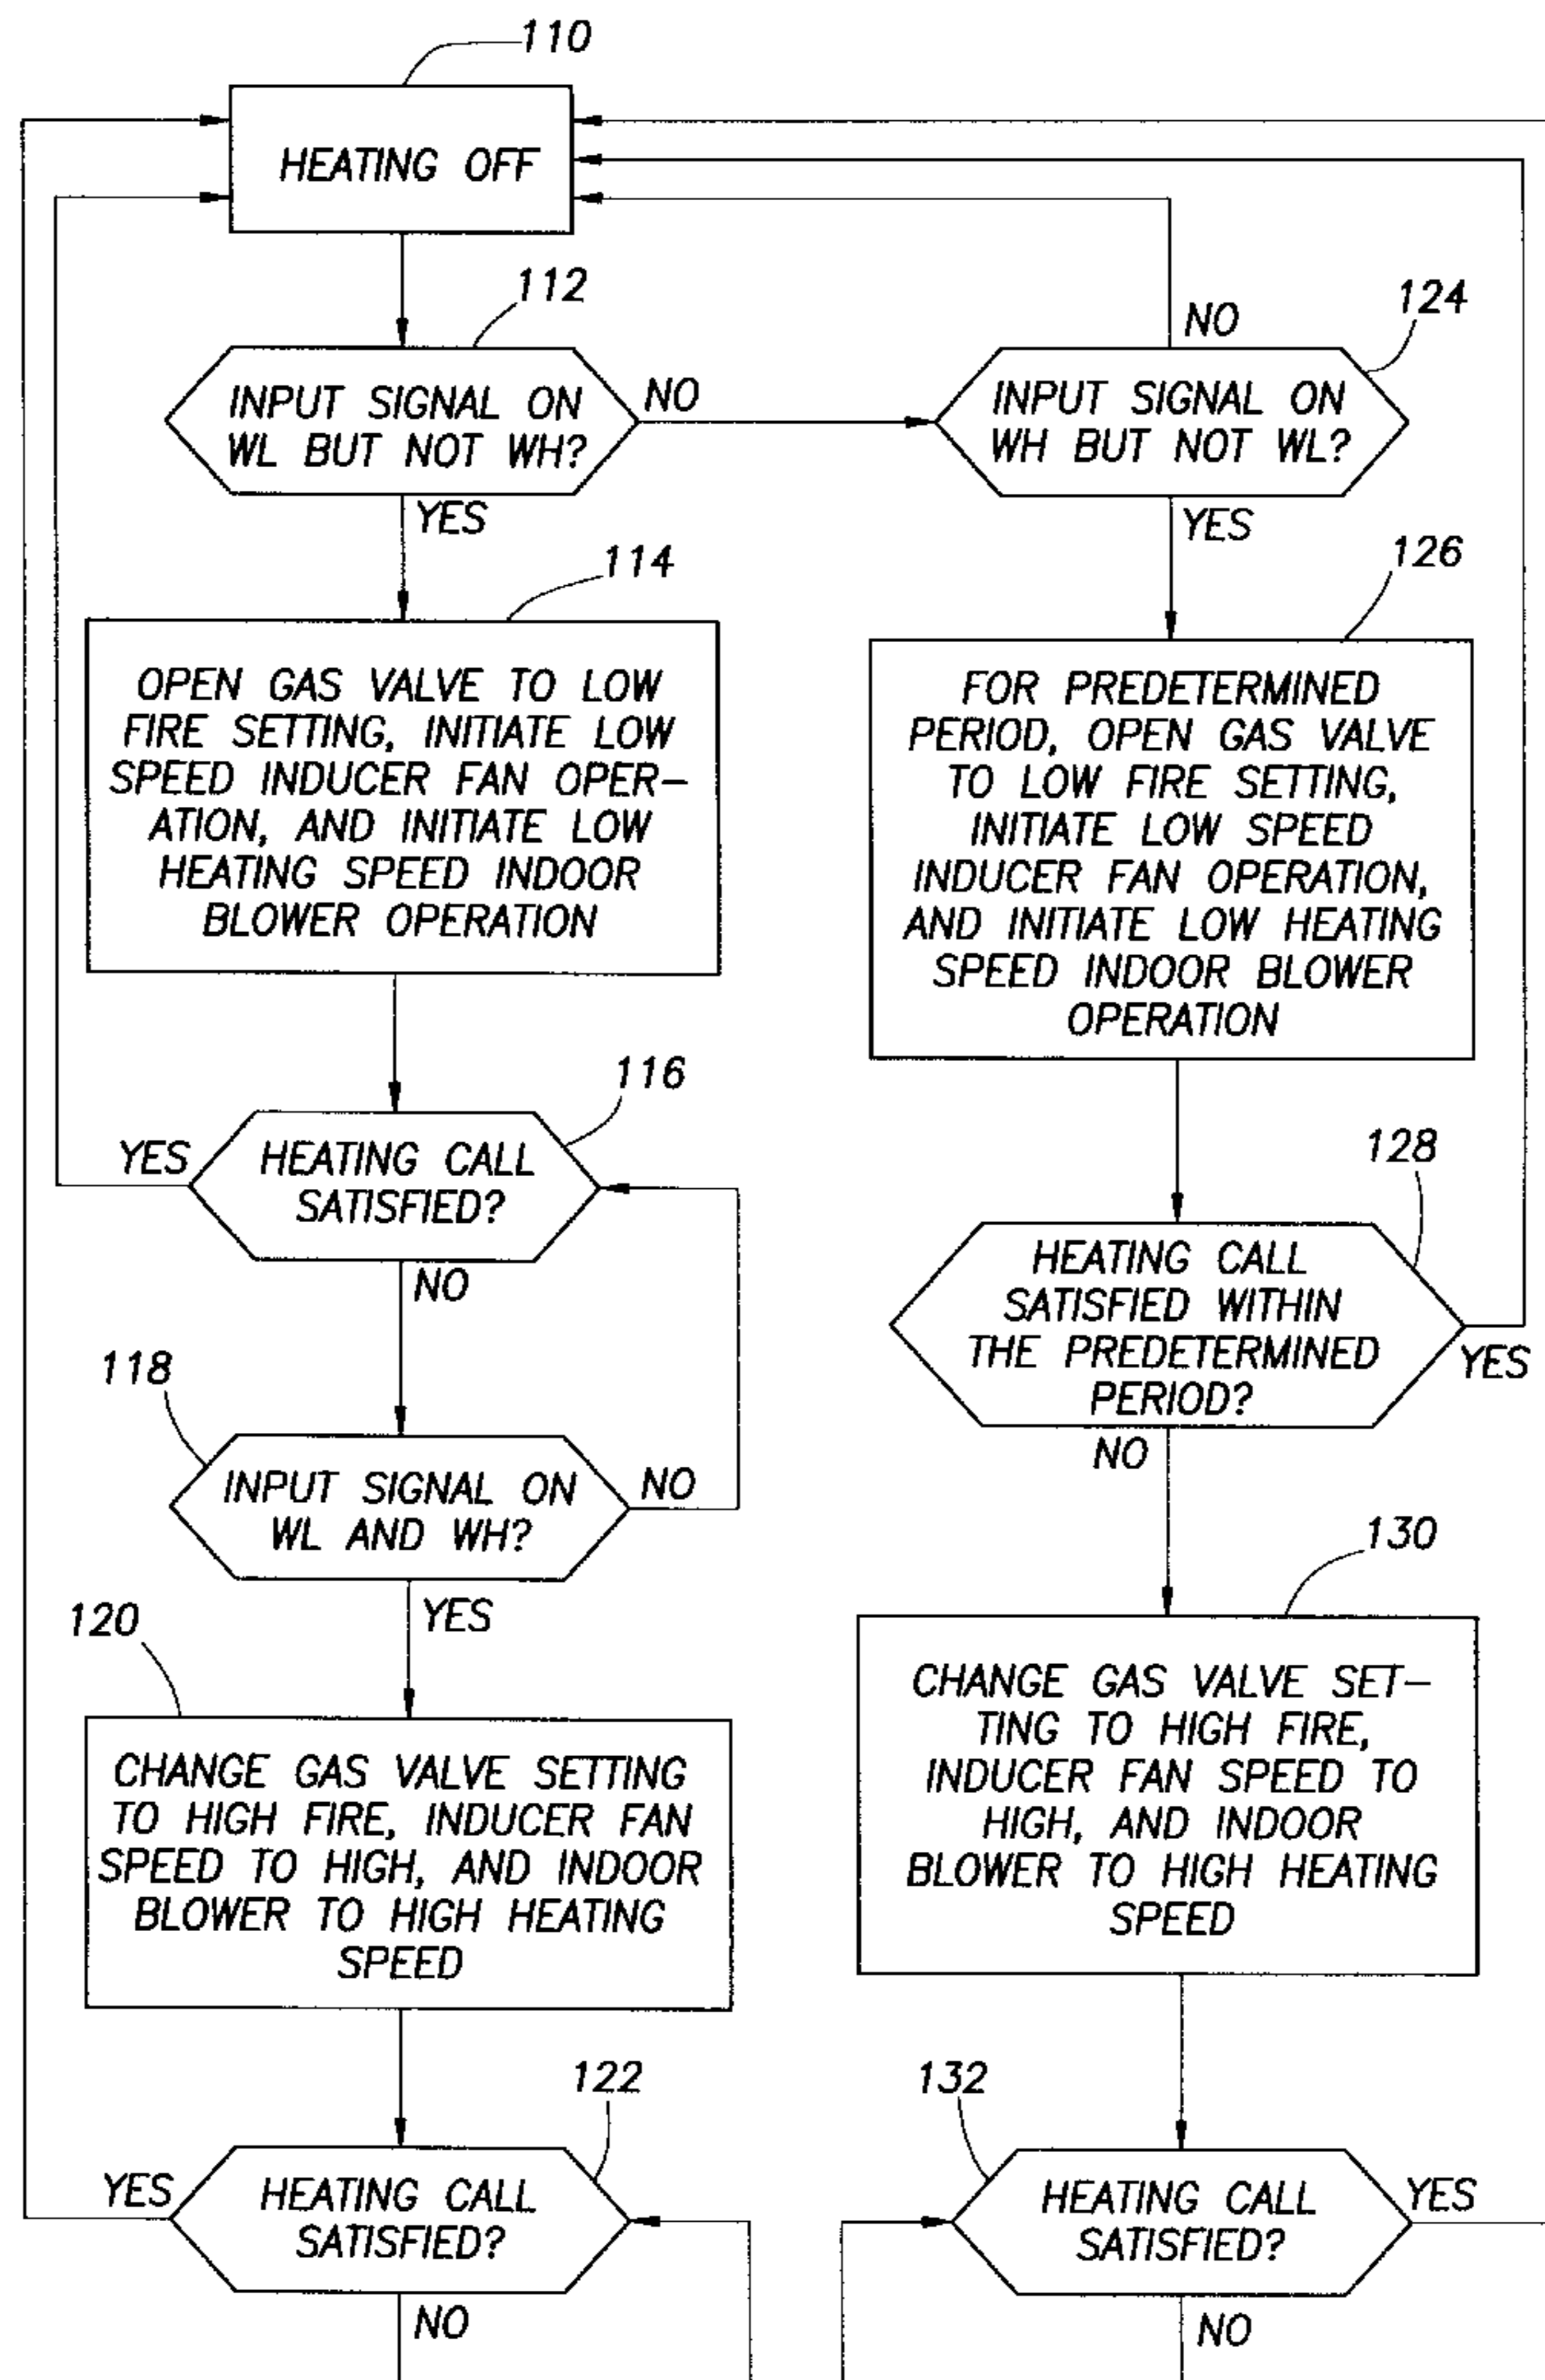 110
HEATING OFF
112
INPUT SIGNAL ON
WL BUT NOT WH?
NO
YES
124
NO
INPUT SIGNAL ON
WH BUT NOT WL?
YES
114
OPEN GAS VALVE TO LOW
FIRE SETTING, INITIATE LOW
SPEED INDUCER FAN OPER-
ATION, AND INITIATE LOW
HEATING SPEED INDOOR
BLOWER OPERATION
126
FOR PREDETERMINED
PERIOD, OPEN GAS VALVE
TO LOW FIRE SETTING,
INITIATE LOW SPEED
INDUCER FAN OPERATION,
AND INITIATE LOW HEATING
SPEED INDOOR BLOWER
OPERATION
116
YES
HEATING CALL
SATISFIED?
NO
128
HEATING CALL
SATISFIED WITHIN
THE PREDETERMINED
PERIOD?
YES
NO
118
INPUT SIGNAL ON
WL AND WH?
NO
YES
130
CHANGE GAS VALVE SET-
TING TO HIGH FIRE,
INDUCER FAN SPEED TO
HIGH, AND INDOOR
BLOWER TO HIGH HEATING
SPEED
120
CHANGE GAS VALVE SETTING
TO HIGH FIRE, INDUCER FAN
SPEED TO HIGH, AND INDOOR
BLOWER TO HIGH HEATING
SPEED
122
YES
HEATING CALL
SATISFIED?
NO
132
HEATING CALL
SATISFIED?
YES
NO